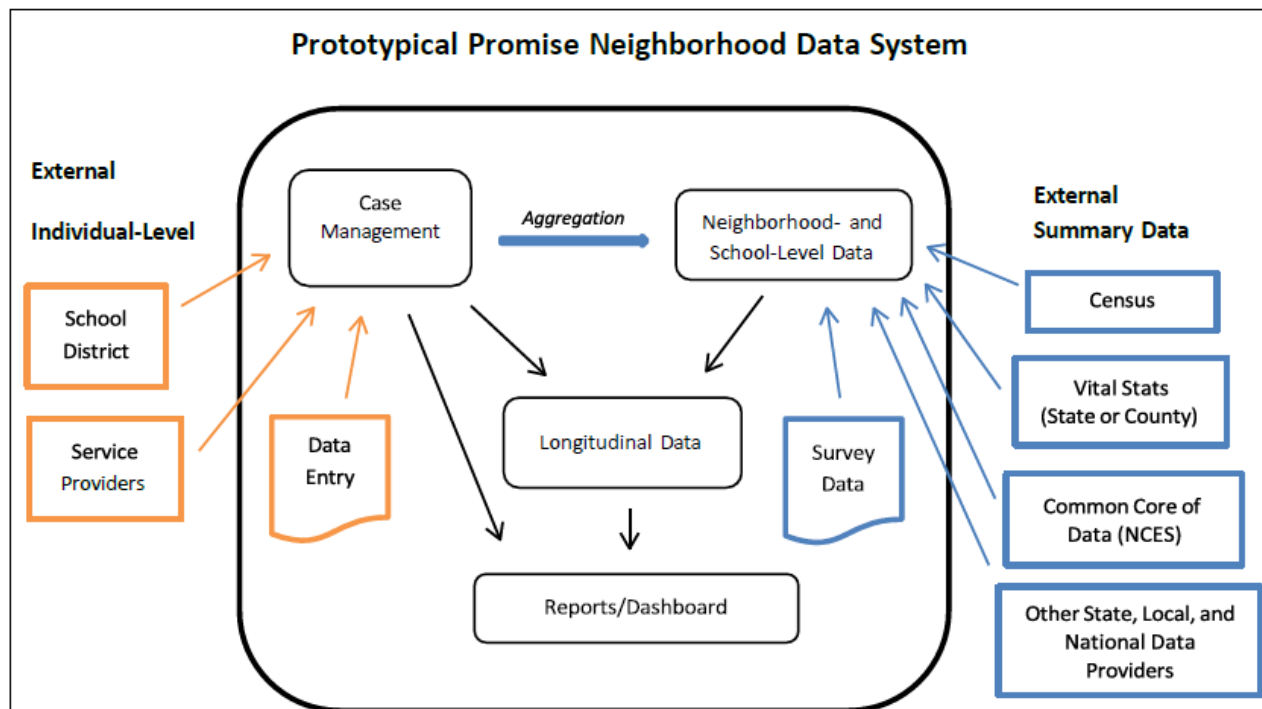 Prototypical Promise Neighborhood Data System
External
Individual-Level
School
District
Service
Providers
Case
Management
Aggregation
Neighborhood- and
School-Level Data
Data
Entry
Longitudinal Data
Survey
Data
Reports/Dashboard
External
Summary Data
Census
Vital Stats
(State or County)
Common Core of
Data (NCES)
Other State, Local, and
National Data
Providers